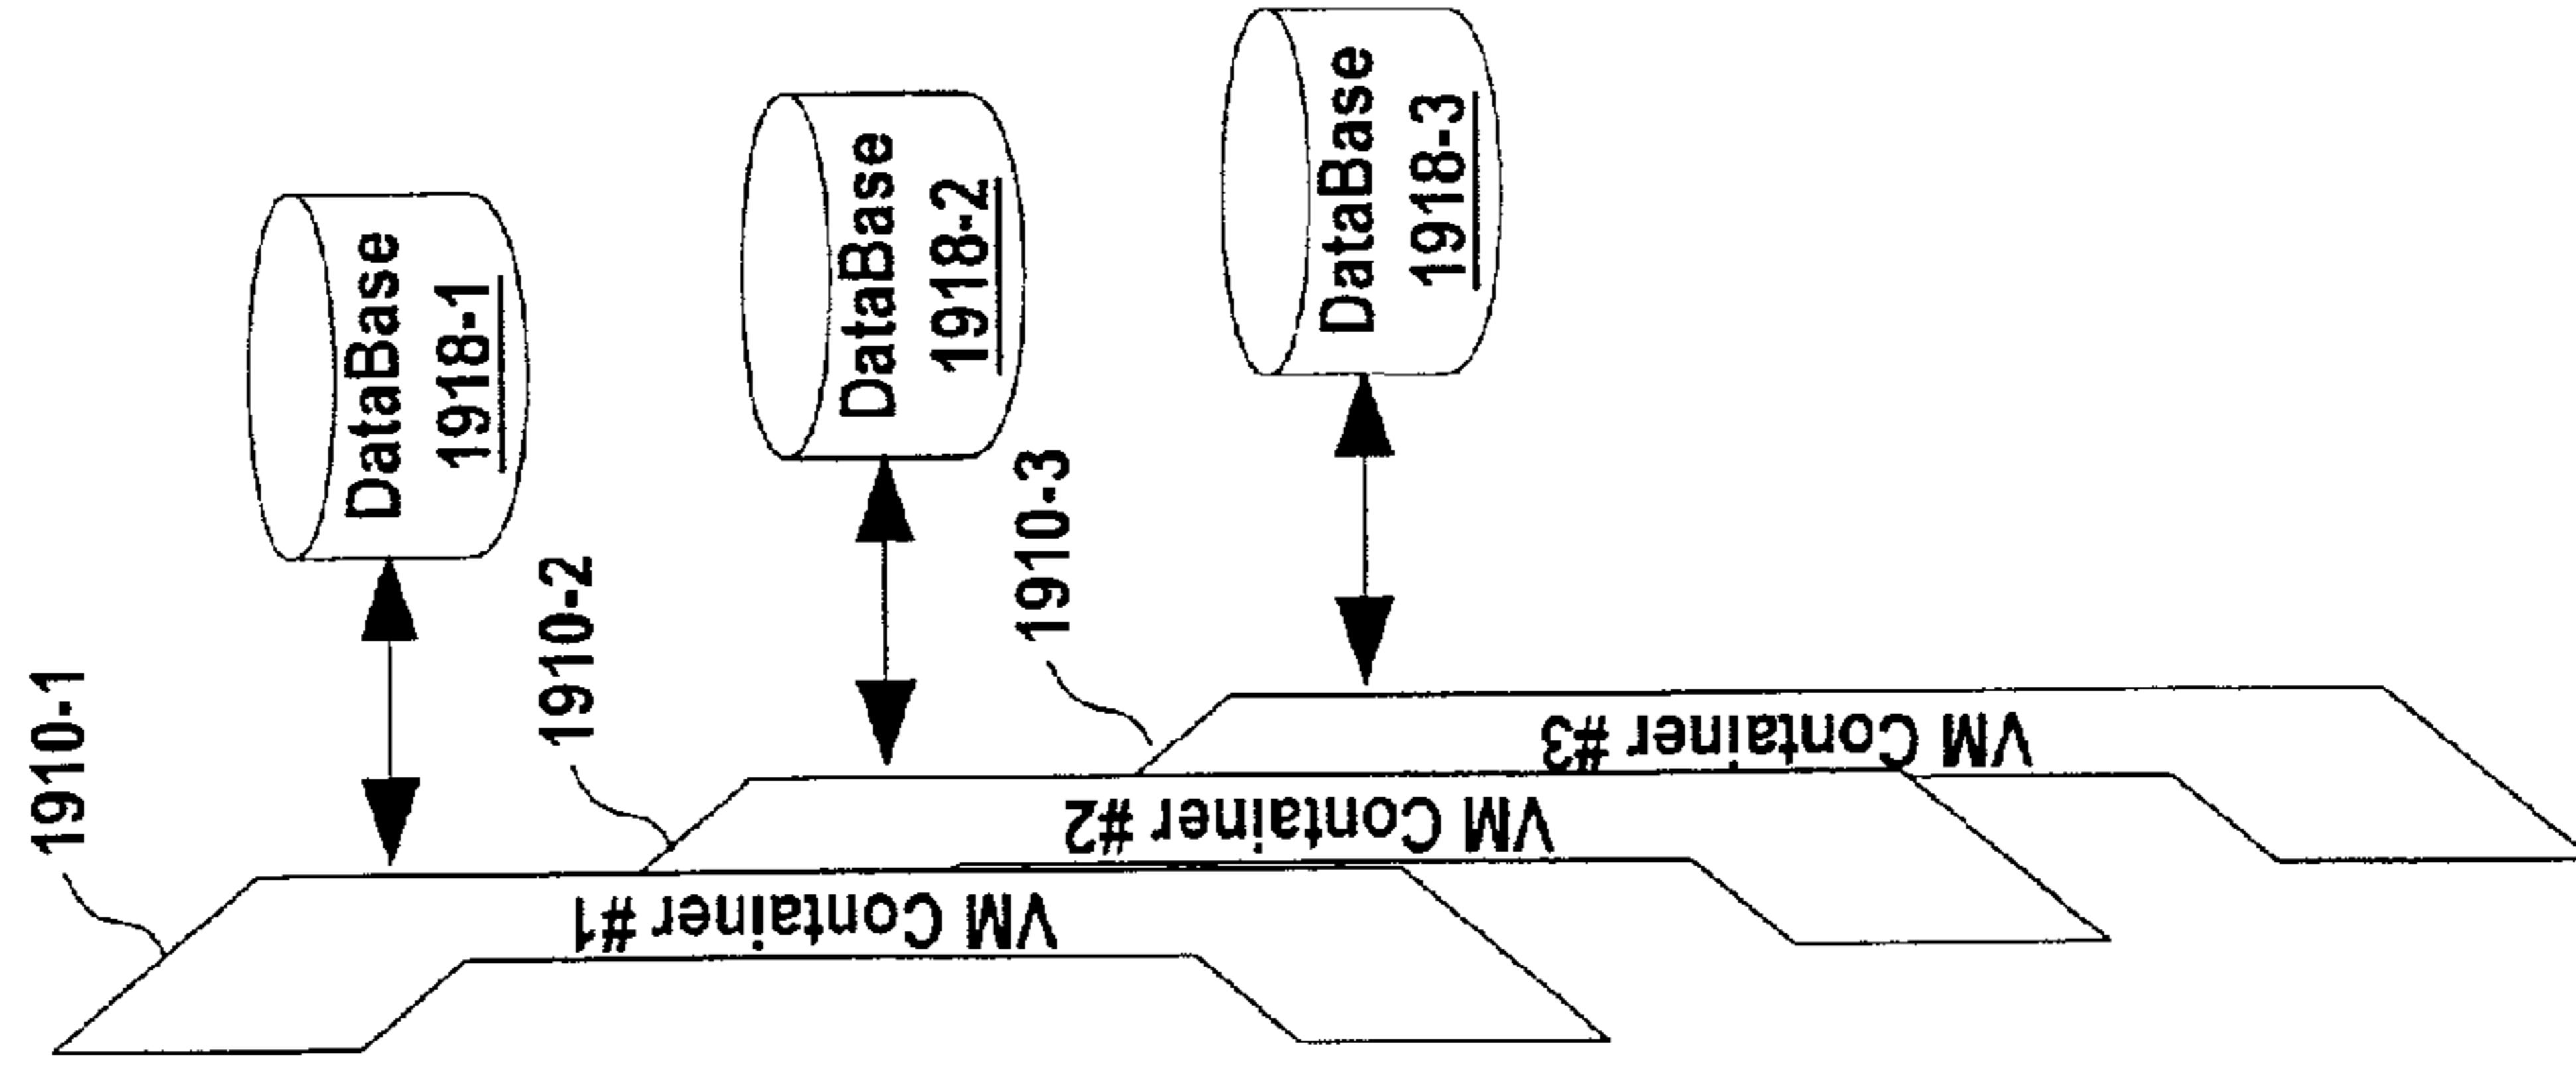 1910-1
DataBase
1918-1
VM Container #1
1910-2
DataBase
1918-2
VM Container #2
1910-3
DataBase
1918-3
VM Container #3